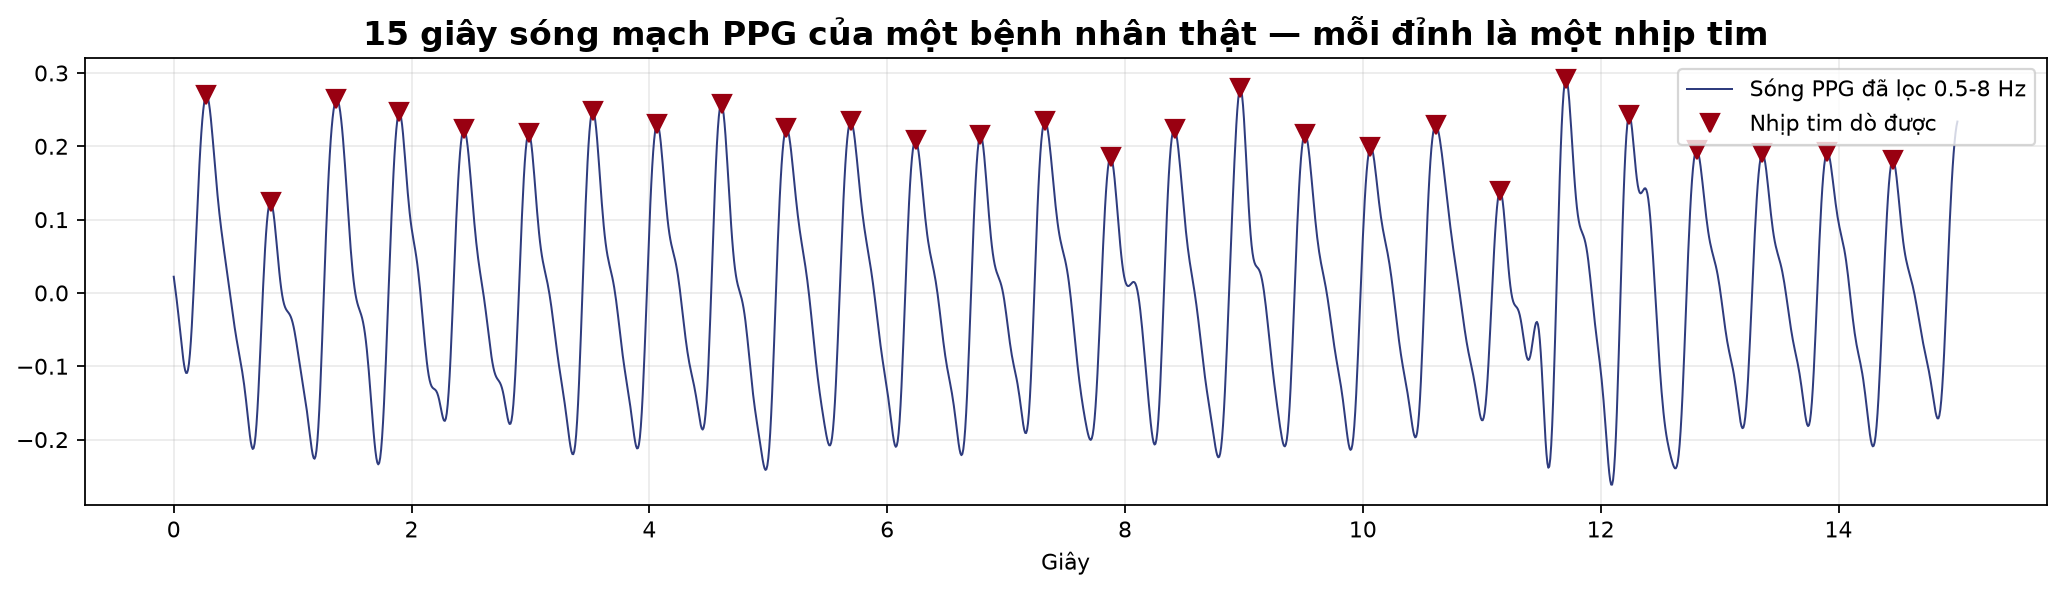 15 giây sóng mạch PPG của một bệnh nhân thật — mỗi đỉnh là một nhịp tim
Sóng PPG đã lọc 0.5-8 Hz
Nhịp tim dò được
0.3
0.2
0.1
0.0
−0.1
−0.2
0 2 4 6 8 10 12 14
Giây